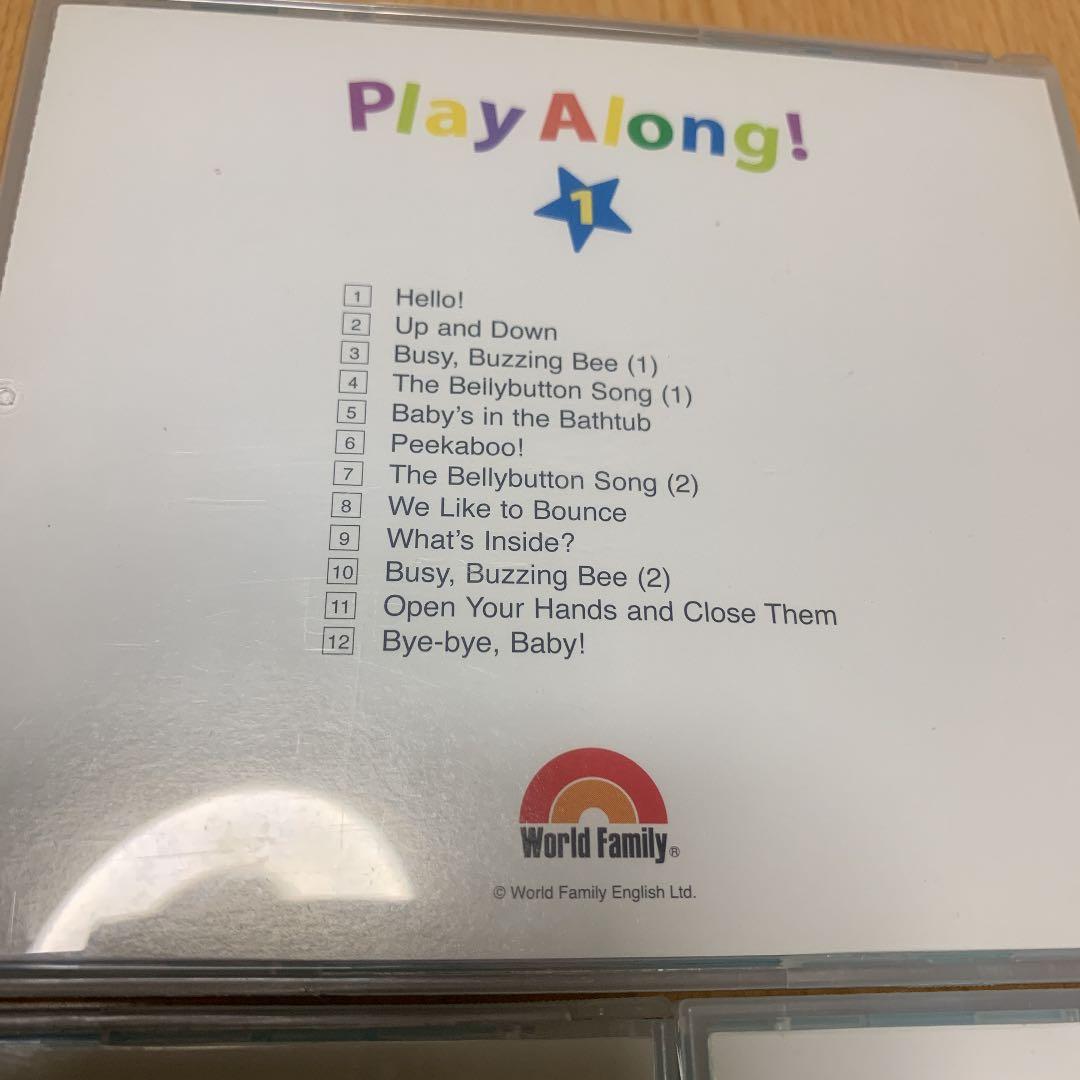 Play Along!
1
1 Hello!
2 Up and Down
3 Busy, Buzzing Bee (1)
4 The Bellybutton Song (1)
5 Baby's in the Bathtub
6 Peekaboo!
7 The Bellybutton Song (2)
8 We Like to Bounce
9 What's Inside?
10 Busy, Buzzing Bee (2)
11 Open Your Hands and Close Them
12 Bye-bye, Baby!
World Family®
© World Family English Ltd.